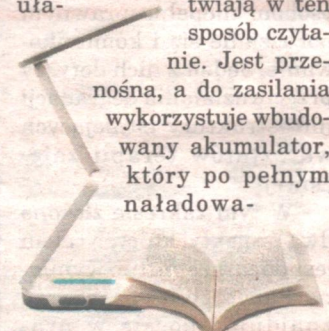 uła-
twiają w ten
sposób czyta-
nie. Jest prze-
nośna, a do zasilania
wykorzystuje wbudo-
wany akumulator,
który po pełnym
naładowa-